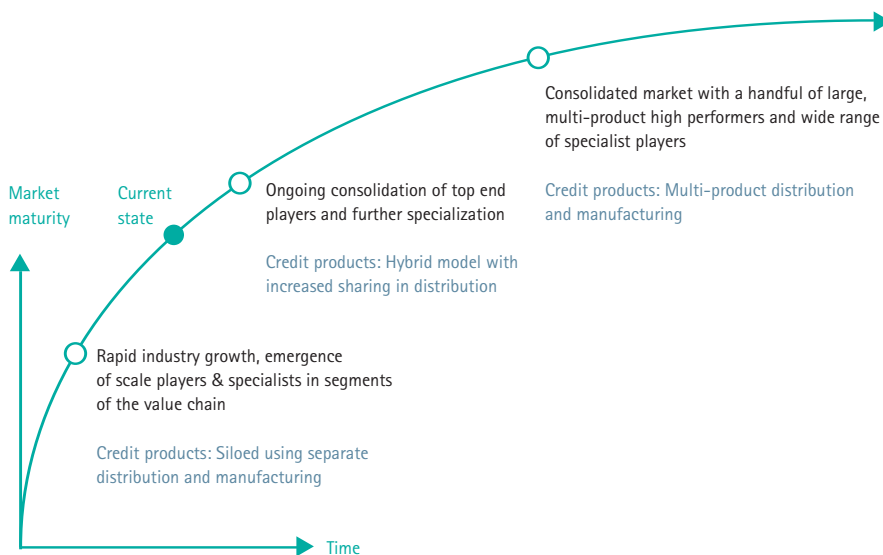 Consolidated market with a handful of large,
multi-product high performers and wide range
of specialist players
Credit products: Multi-product distribution
and manufacturing
Market
maturity
Current
state
Ongoing consolidation of top end
players and further specialization
Credit products: Hybrid model with
increased sharing in distribution
Rapid industry growth, emergence
of scale players & specialists in segments
of the value chain
Credit products: Siloed using separate
distribution and manufacturing
Time